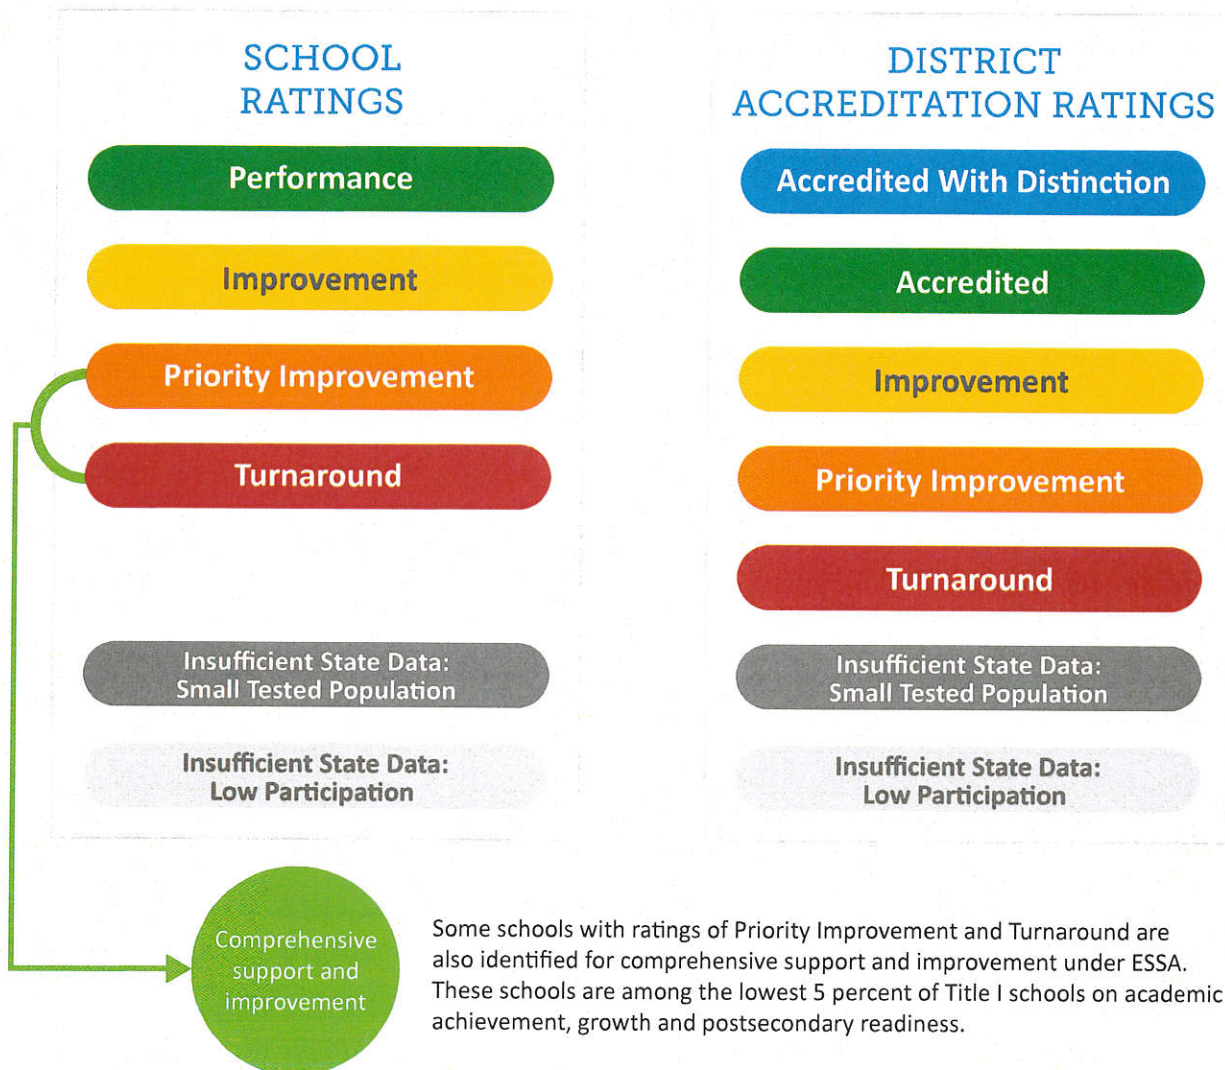 SCHOOL
RATINGS
Performance
Improvement
Priority Improvement
Turnaround
Insufficient State Data:
Small Tested Population
Insufficient State Data:
Low Participation
DISTRICT
ACCREDITATION RATINGS
Accredited With Distinction
Accredited
Improvement
Priority Improvement
Turnaround
Insufficient State Data:
Small Tested Population
Insufficient State Data:
Low Participation
Comprehensive
support and
improvement
Some schools with ratings of Priority Improvement and Turnaround are
also identified for comprehensive support and improvement under ESSA.
These schools are among the lowest 5 percent of Title I schools on academic
achievement, growth and postsecondary readiness.